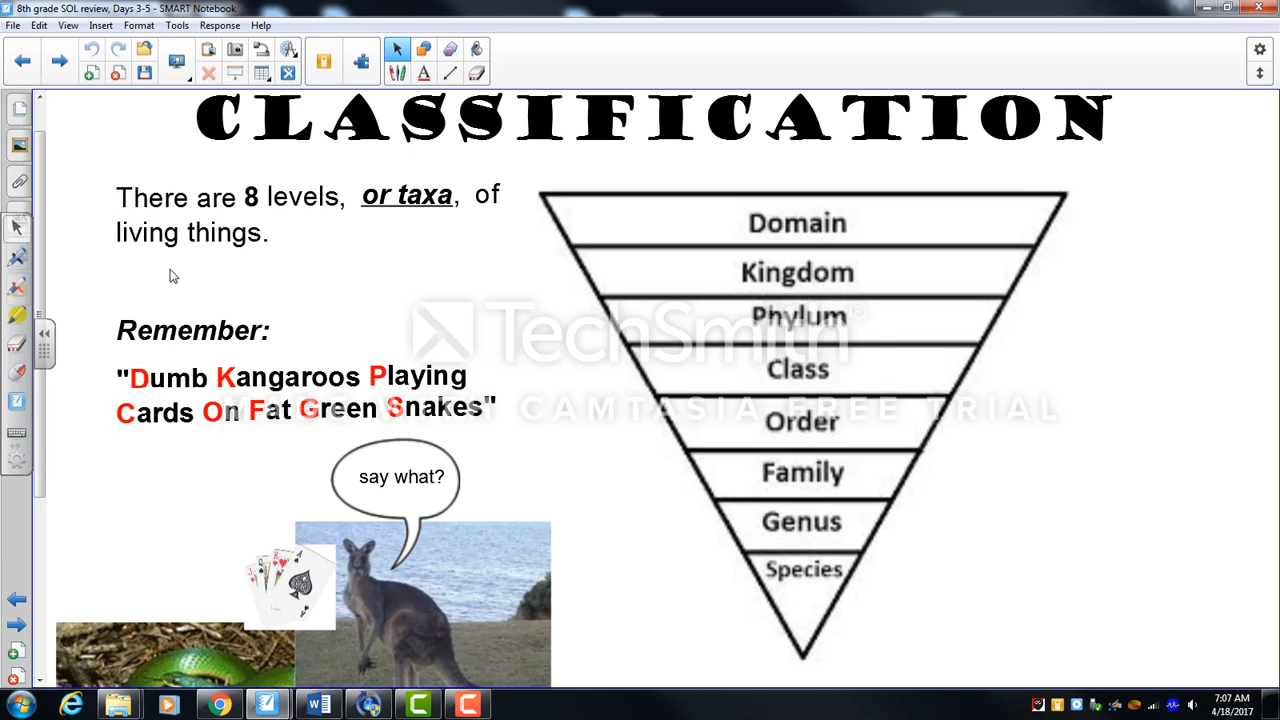 8th grade SOL review, Days 3-5 - SMART Notebook
File Edit View Insert Format Tools Response Help
CLASSIFICATION
There are 8 levels, or taxa, of
living things.
Remember:
"Dumb Kangaroos Playing
Cards On Fat Green Snakes"
say what?
Domain
Kingdom
Phylum
Class
Order
Family
Genus
Species
TechSmith®
MADE WITH CAMTASIA FREE TRIAL
7:07 AM
4/18/2017